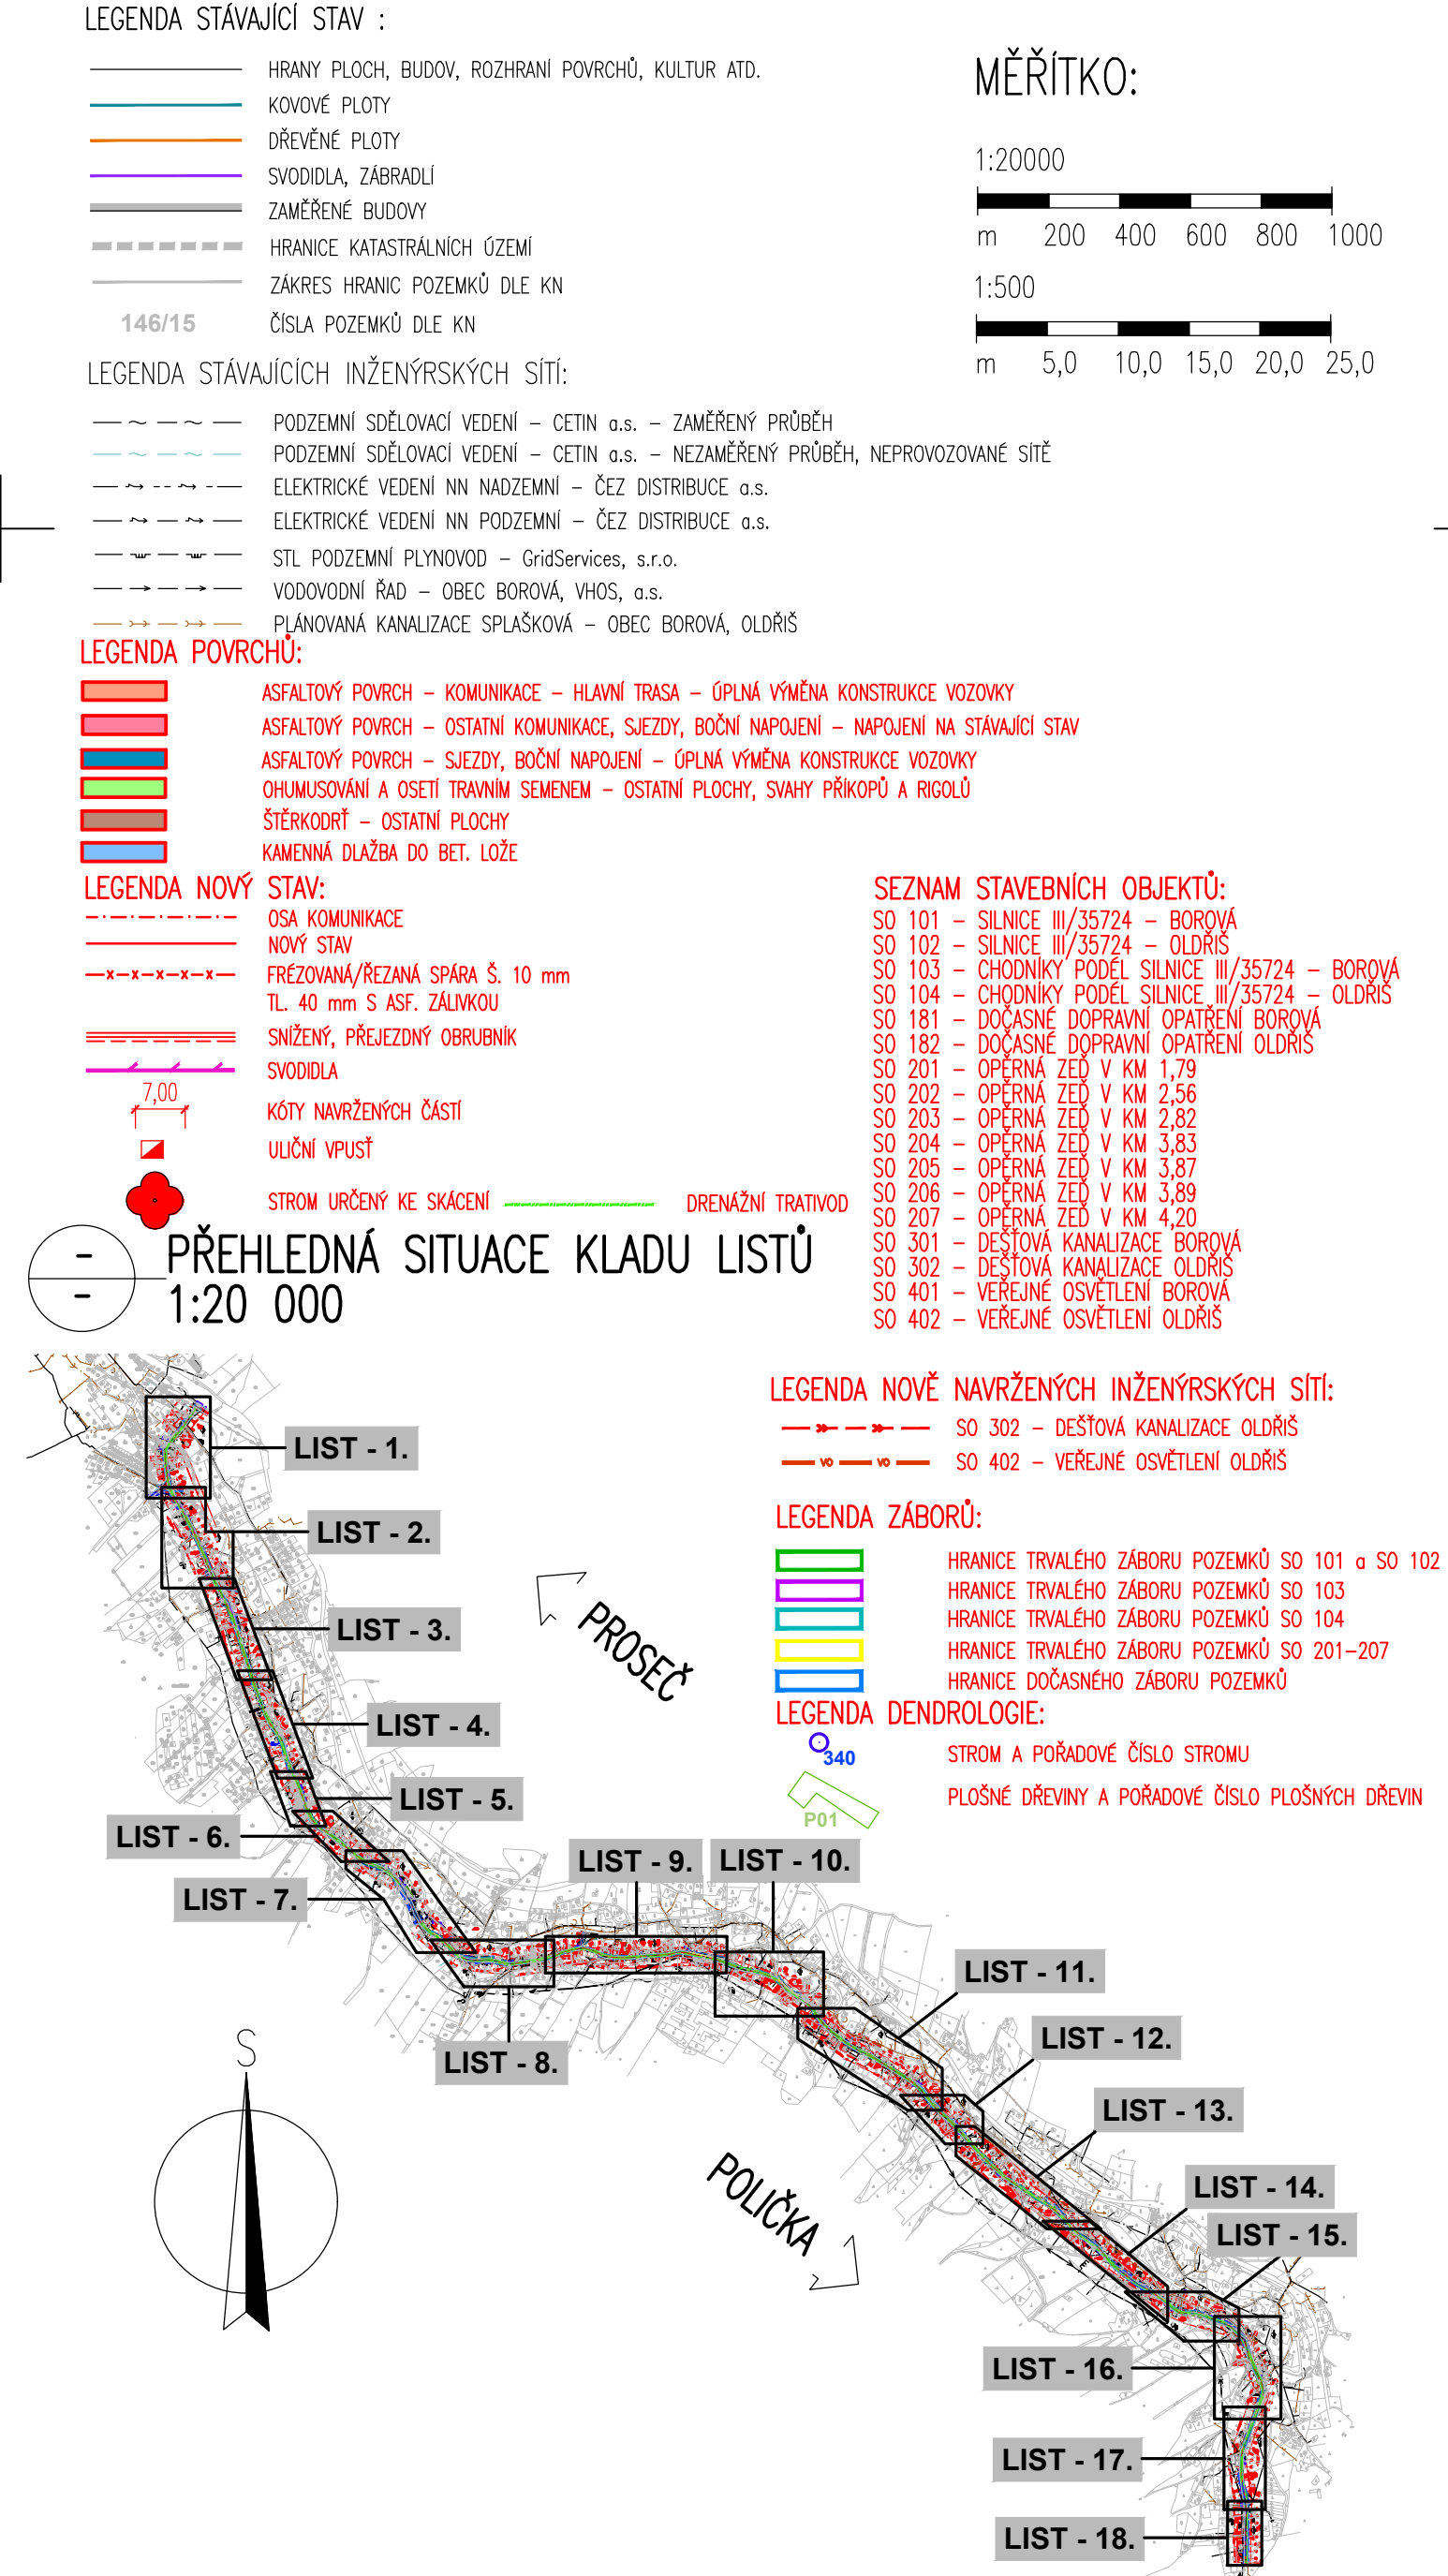 LEGENDA STÁVAJÍCÍ STAV :
HRANY PLOCH, BUDOV, ROZHRANÍ POVRCHŮ, KULTUR ATD.
KOVOVÉ PLOTY
DŘEVĚNÉ PLOTY
SVODIDLA, ZÁBRADLÍ
ZAMĚŘENÉ BUDOVY
HRANICE KATASTRÁLNÍCH ÚZEMÍ
ZÁKRES HRANIC POZEMKŮ DLE KN
146/15 ČÍSLA POZEMKŮ DLE KN
MĚŘÍTKO:
1:20000
m 200 400 600 800 1000
1:500
m 5,0 10,0 15,0 20,0 25,0
LEGENDA STÁVAJÍCÍCH INŽENÝRSKÝCH SÍTÍ:
PODZEMNÍ SDĚLOVACÍ VEDENÍ – CETIN a.s. – ZAMĚŘENÝ PRŮBĚH
PODZEMNÍ SDĚLOVACÍ VEDENÍ – CETIN a.s. – NEZAMĚŘENÝ PRŮBĚH, NEPROVOZOVANÉ SÍTĚ
ELEKTRICKÉ VEDENÍ NN NADZEMNÍ – ČEZ DISTRIBUCE a.s.
ELEKTRICKÉ VEDENÍ NN PODZEMNÍ – ČEZ DISTRIBUCE a.s.
STL PODZEMNÍ PLYNOVOD – GridServices, s.r.o.
VODOVODNÍ ŘAD – OBEC BOROVÁ, VHOS, a.s.
PLÁNOVANÁ KANALIZACE SPLAŠKOVÁ – OBEC BOROVÁ, OLDŘIŠ
LEGENDA POVRCHŮ:
ASFALTOVÝ POVRCH – KOMUNIKACE – HLAVNÍ TRASA – ÚPLNÁ VÝMĚNA KONSTRUKCE VOZOVKY
ASFALTOVÝ POVRCH – OSTATNÍ KOMUNIKACE, SJEZDY, BOČNÍ NAPOJENÍ – NAPOJENÍ NA STÁVAJÍCÍ STAV
ASFALTOVÝ POVRCH – SJEZDY, BOČNÍ NAPOJENÍ – ÚPLNÁ VÝMĚNA KONSTRUKCE VOZOVKY
OHUMUSOVÁNÍ A OSETÍ TRAVNÍM SEMENEM – OSTATNÍ PLOCHY, SVAHY PŘÍKOPŮ A RIGOLŮ
ŠTĚRKODRŤ – OSTATNÍ PLOCHY
KAMENNÁ DLAŽBA DO BET. LOŽE
LEGENDA NOVÝ STAV:
OSA KOMUNIKACE
NOVÝ STAV
FRÉZOVANÁ/ŘEZANÁ SPÁRA Š. 10 mm
TL. 40 mm S ASF. ZÁLIVKOU
SNÍŽENÝ, PŘEJEZDNÝ OBRUBNÍK
SVODIDLA
7,00 KÓTY NAVRŽENÝCH ČÁSTÍ
ULIČNÍ VPUSŤ
STROM URČENÝ KE SKÁCENÍ
DRENÁŽNÍ TRATIVOD
SEZNAM STAVEBNÍCH OBJEKTŮ:
SO 101 – SILNICE III/35724 – BOROVÁ
SO 102 – SILNICE III/35724 – OLDŘIŠ
SO 103 – CHODNÍKY PODÉL SILNICE III/35724 – BOROVÁ
SO 104 – CHODNÍKY PODÉL SILNICE III/35724 – OLDŘIŠ
SO 181 – DOČASNÉ DOPRAVNÍ OPATŘENÍ BOROVÁ
SO 182 – DOČASNÉ DOPRAVNÍ OPATŘENÍ OLDŘIŠ
SO 201 – OPĚRNÁ ZEĎ V KM 1,79
SO 202 – OPĚRNÁ ZEĎ V KM 2,56
SO 203 – OPĚRNÁ ZEĎ V KM 2,82
SO 204 – OPĚRNÁ ZEĎ V KM 3,83
SO 205 – OPĚRNÁ ZEĎ V KM 3,87
SO 206 – OPĚRNÁ ZEĎ V KM 3,89
SO 207 – OPĚRNÁ ZEĎ V KM 4,20
SO 301 – DEŠŤOVÁ KANALIZACE BOROVÁ
SO 302 – DEŠŤOVÁ KANALIZACE OLDŘIŠ
SO 401 – VEŘEJNÉ OSVĚTLENÍ BOROVÁ
SO 402 – VEŘEJNÉ OSVĚTLENÍ OLDŘIŠ
-
-
PŘEHLEDNÁ SITUACE KLADU LISTŮ
1:20 000
LEGENDA NOVĚ NAVRŽENÝCH INŽENÝRSKÝCH SÍTÍ:
SO 302 – DEŠŤOVÁ KANALIZACE OLDŘIŠ
VO VO SO 402 – VEŘEJNÉ OSVĚTLENÍ OLDŘIŠ
LEGENDA ZÁBORŮ:
HRANICE TRVALÉHO ZÁBORU POZEMKŮ SO 101 a SO 102
HRANICE TRVALÉHO ZÁBORU POZEMKŮ SO 103
HRANICE TRVALÉHO ZÁBORU POZEMKŮ SO 104
HRANICE TRVALÉHO ZÁBORU POZEMKŮ SO 201–207
HRANICE DOČASNÉHO ZÁBORU POZEMKŮ
LEGENDA DENDROLOGIE:
340 STROM A POŘADOVÉ ČÍSLO STROMU
P01 PLOŠNÉ DŘEVINY A POŘADOVÉ ČÍSLO PLOŠNÝCH DŘEVIN
LIST - 1.
LIST - 2.
LIST - 3.
LIST - 4.
LIST - 5.
LIST - 6.
LIST - 7.
LIST - 8.
LIST - 9.
LIST - 10.
LIST - 11.
LIST - 12.
LIST - 13.
LIST - 14.
LIST - 15.
LIST - 16.
LIST - 17.
LIST - 18.
PROSEČ
POLIČKA
S